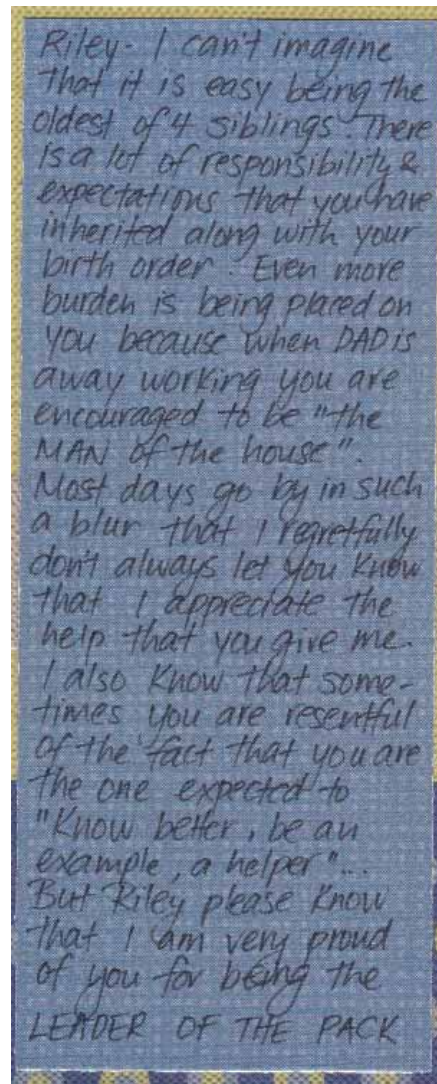 Riley- I can't imagine
that it is easy being the
oldest of 4 siblings. There
is a lot of responsibility &
expectations that you have
inherited along with your
birth order. Even more
burden is being placed on
you because when DAD is
away working you are
encouraged to be "the
MAN of the house".
Most days go by in such
a blur that I regretfully
don't always let you know
that I appreciate the
help that you give me.
I also know that some-
times you are resentful
of the fact that you are
the one expected to
"Know better, be an
example, a helper"...
But Riley please know
that I am very proud
of you for being the
LEADER OF THE PACK